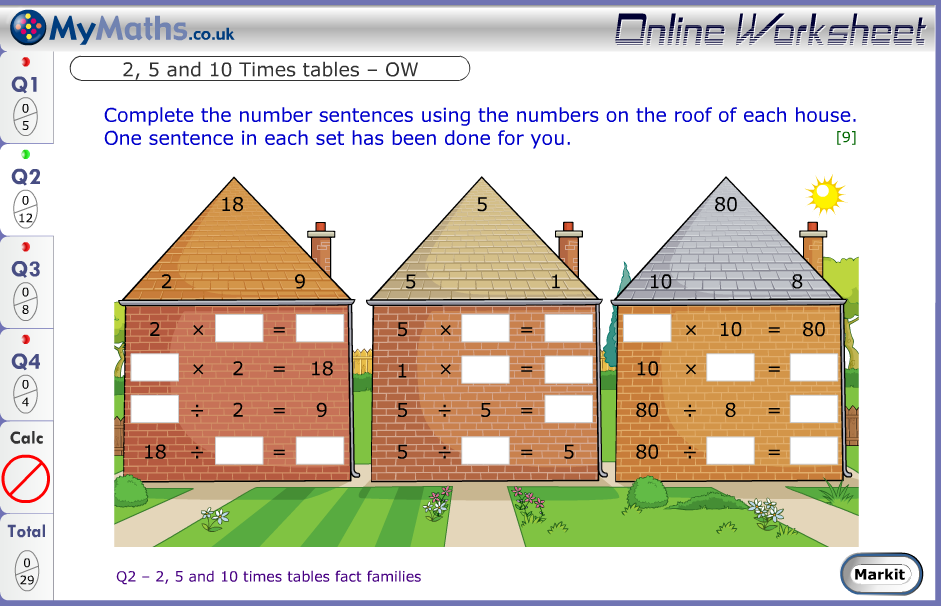 MyMaths.co.uk
Online Worksheet
2, 5 and 10 Times tables – OW
Q1
0
5
Q2
0
12
Q3
0
8
Q4
0
4
Calc
Total
0
29
Complete the number sentences using the numbers on the roof of each house.
One sentence in each set has been done for you.
[9]
18
2 9
2 × =
× 2 = 18
÷ 2 = 9
18 ÷ =
5
5 1
5 × =
1 × =
5 ÷ 5 =
5 ÷ = 5
80
10 8
× 10 = 80
10 × =
80 ÷ 8 =
80 ÷ =
Q2 – 2, 5 and 10 times tables fact families
Markit